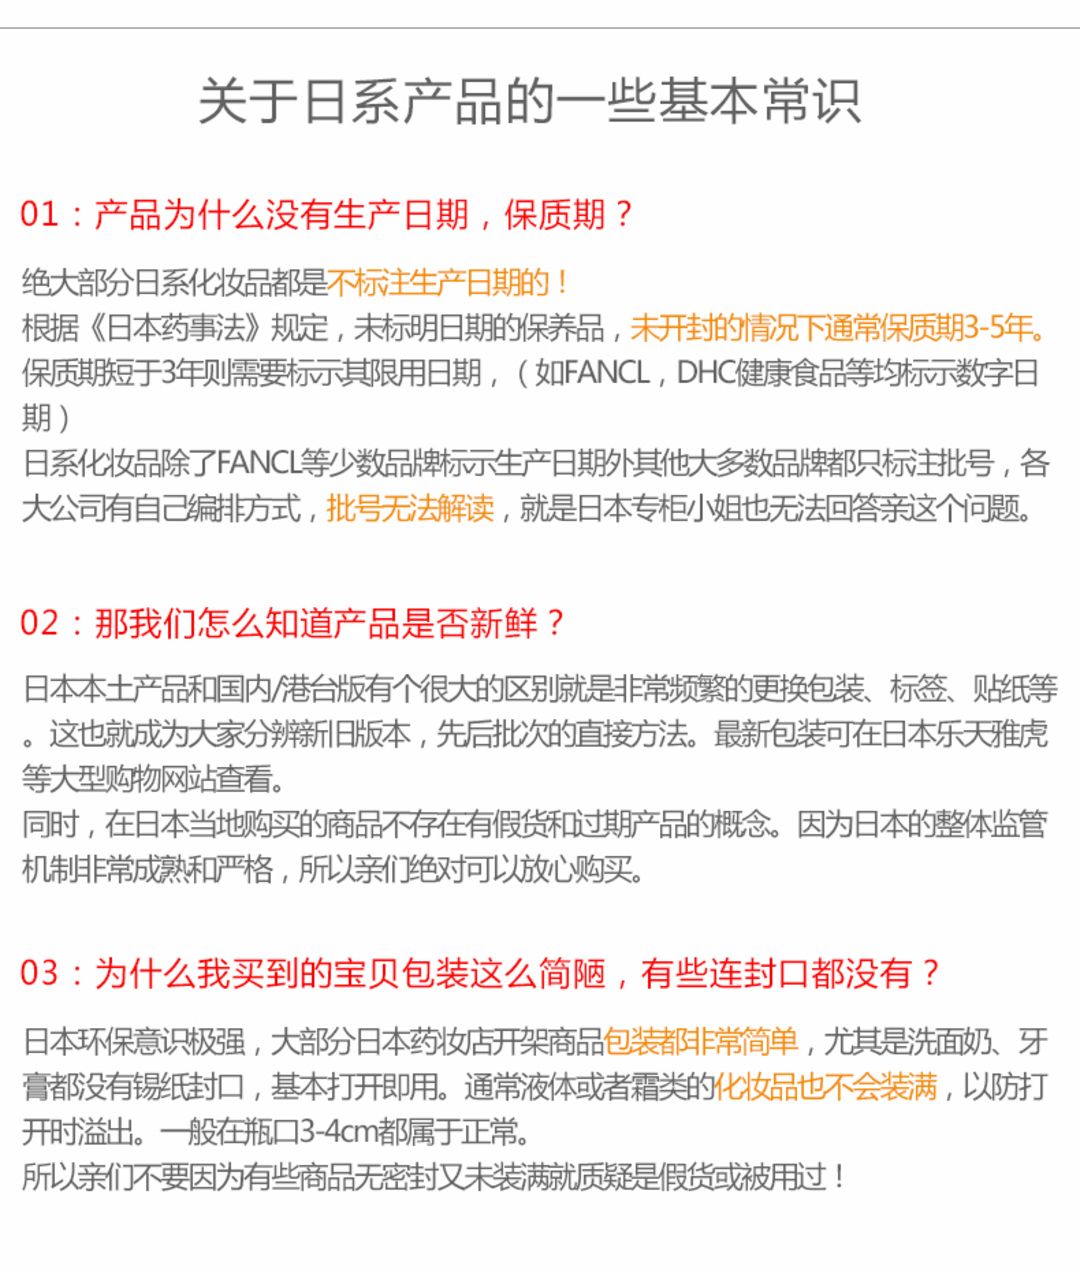 关于日系产品的一些基本常识
01：产品为什么没有生产日期，保质期？
绝大部分日系化妆品都是不标注生产日期的！
根据《日本药事法》规定，未标明日期的保养品，未开封的情况下通常保质期3-5年。
保质期短于3年则需要标示其限用日期，（如FANCL，DHC健康食品等均标示数字日
期）
日系化妆品除了FANCL等少数品牌标示生产日期外其他大多数品牌都只标注批号，各
大公司有自己编排方式，批号无法解读，就是日本专柜小姐也无法回答亲这个问题。
02：那我们怎么知道产品是否新鲜？
日本本土产品和国内/港台版有个很大的区别就是非常频繁的更换包装、标签、贴纸等
。这也就成为大家分辨新旧版本，先后批次的直接方法。最新包装可在日本乐天雅虎
等大型购物网站查看。
同时，在日本当地购买的商品不存在有假货和过期产品的概念。因为日本的整体监管
机制非常成熟和严格，所以亲们绝对可以放心购买。
03：为什么我买到的宝贝包装这么简陋，有些连封口都没有？
日本环保意识极强，大部分日本药妆店开架商品包装都非常简单，尤其是洗面奶、牙
膏都没有锡纸封口，基本打开即用。通常液体或者霜类的化妆品也不会装满，以防打
开时溢出。一般在瓶口3-4cm都属于正常。
所以亲们不要因为有些商品无密封又未装满就质疑是假货或被用过！